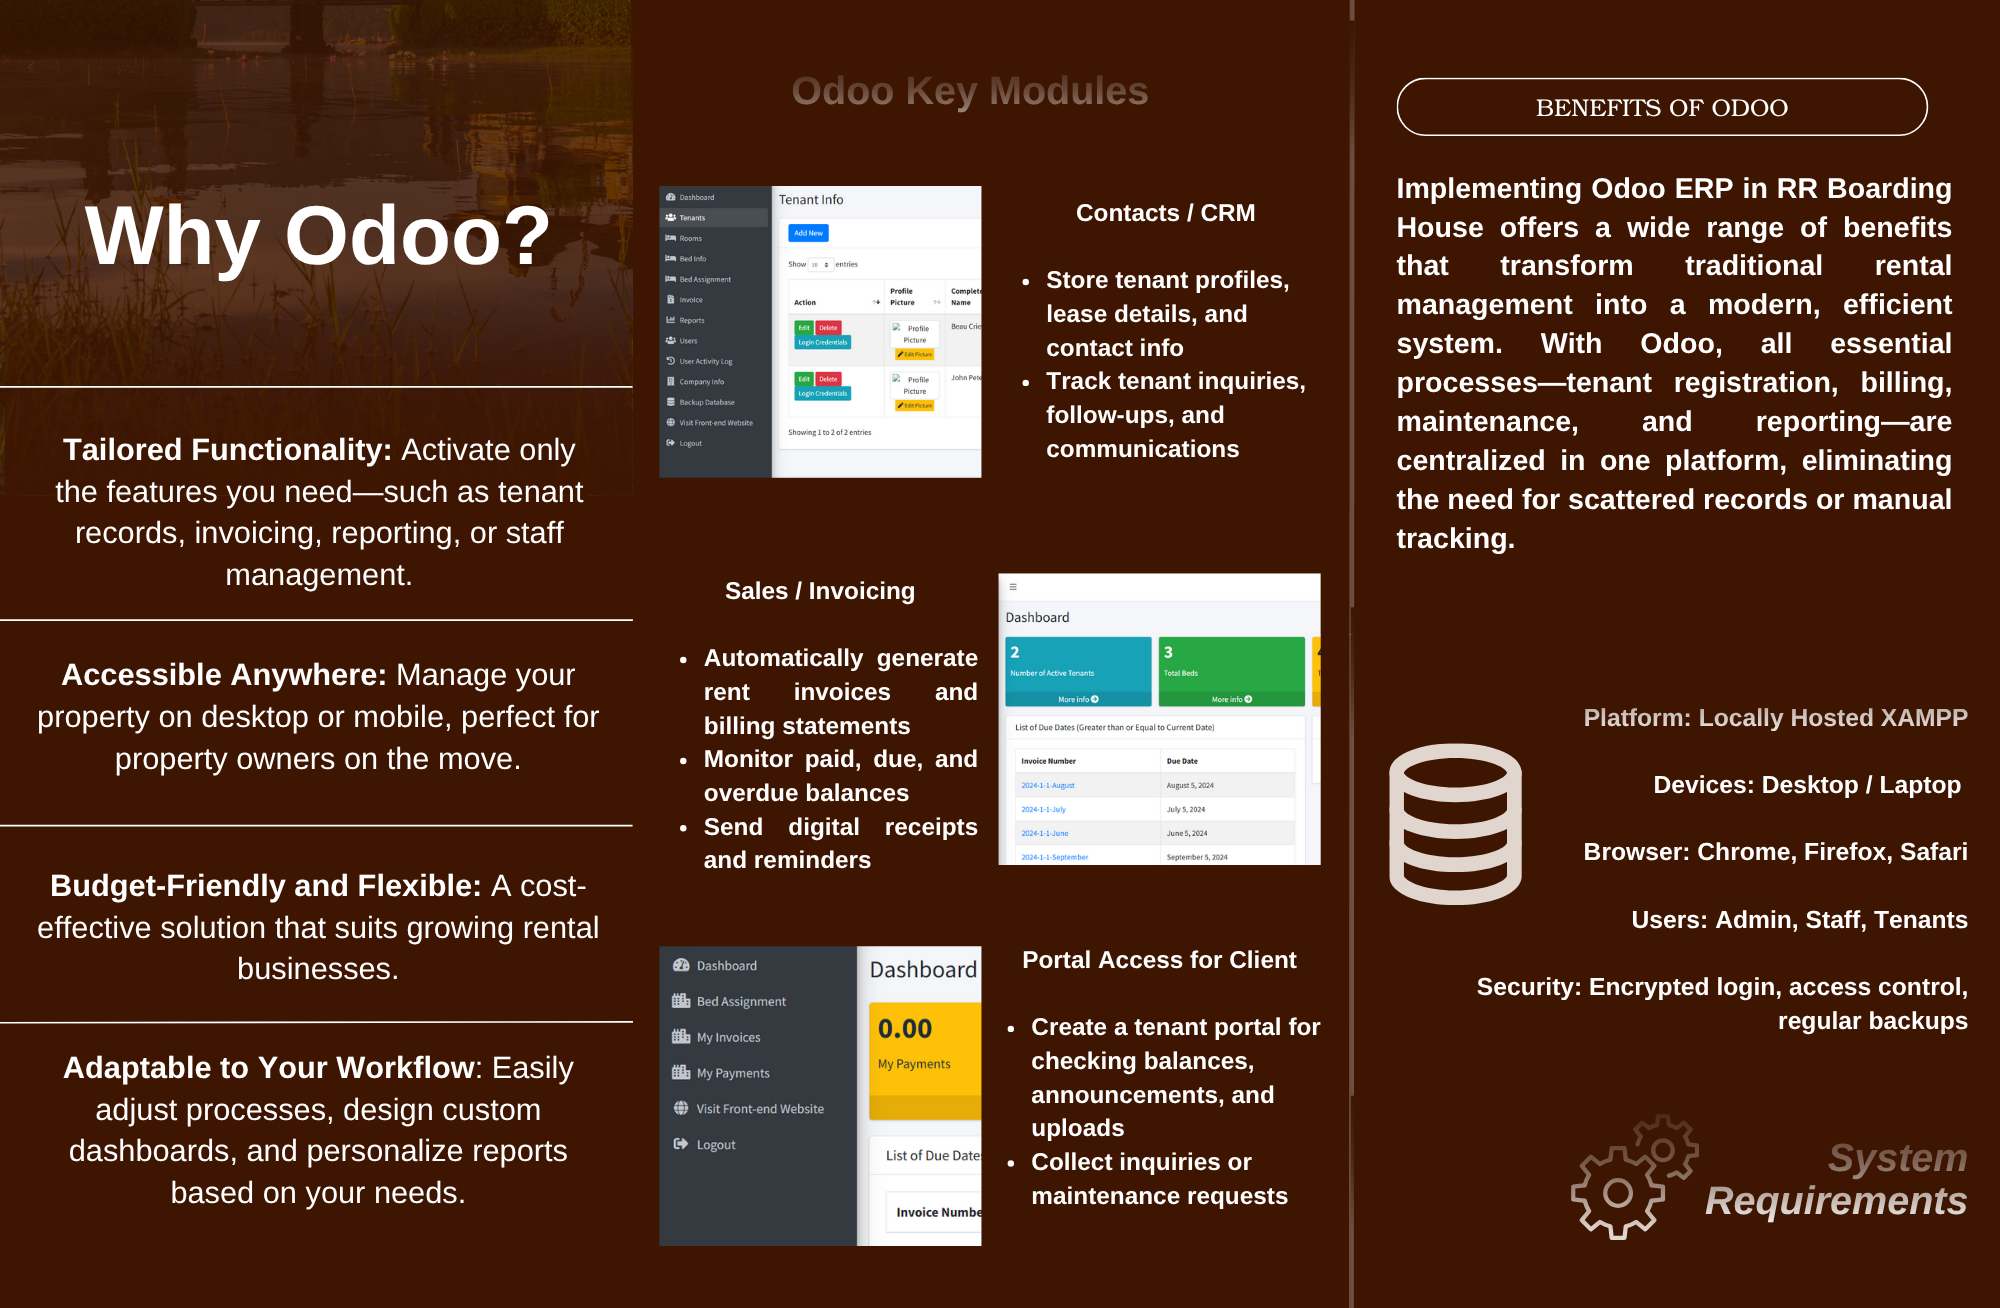 Why Odoo?
Tailored Functionality: Activate only
the features you need—such as tenant
records, invoicing, reporting, or staff
management.
Accessible Anywhere: Manage your
property on desktop or mobile, perfect for
property owners on the move.
Budget-Friendly and Flexible: A cost-
effective solution that suits growing rental
businesses.
Adaptable to Your Workflow: Easily
adjust processes, design custom
dashboards, and personalize reports
based on your needs.
Odoo Key Modules
Dashboard
Tenants
Rooms
Bed Info
Bed Assignment
Invoice
Reports
Users
User Activity Log
Company Info
Backup Database
Visit Front-end Website
Logout
Tenant Info
Add New
Show 10 entries
Action Profile Picture Complete Name
Edit Delete
Login Credentials
Profile Picture
Edit Picture
Beau Crie
Edit Delete
Login Credentials
Profile Picture
Edit Picture
John Pete
Showing 1 to 2 of 2 entries
Contacts / CRM
• Store tenant profiles,
lease details, and
contact info
• Track tenant inquiries,
follow-ups, and
communications
Sales / Invoicing
• Automatically generate
rent invoices and
billing statements
• Monitor paid, due, and
overdue balances
• Send digital receipts
and reminders
Dashboard
2
Number of Active Tenants
More info
3
Total Beds
More info
List of Due Dates (Greater than or Equal to Current Date)
Invoice Number Due Date
2024-1-1-August August 5, 2024
2024-1-1-July July 5, 2024
2024-1-1-June June 5, 2024
2024-1-1-September September 5, 2024
Dashboard
Bed Assignment
My Invoices
My Payments
Visit Front-end Website
Logout
Dashboard
0.00
My Payments
List of Due Dates
Invoice Numbe
Portal Access for Client
• Create a tenant portal for
checking balances,
announcements, and
uploads
• Collect inquiries or
maintenance requests
BENEFITS OF ODOO
Implementing Odoo ERP in RR Boarding
House offers a wide range of benefits
that transform traditional rental
management into a modern, efficient
system. With Odoo, all essential
processes—tenant registration, billing,
maintenance, and reporting—are
centralized in one platform, eliminating
the need for scattered records or manual
tracking.
Platform: Locally Hosted XAMPP
Devices: Desktop / Laptop
Browser: Chrome, Firefox, Safari
Users: Admin, Staff, Tenants
Security: Encrypted login, access control,
regular backups
System
Requirements